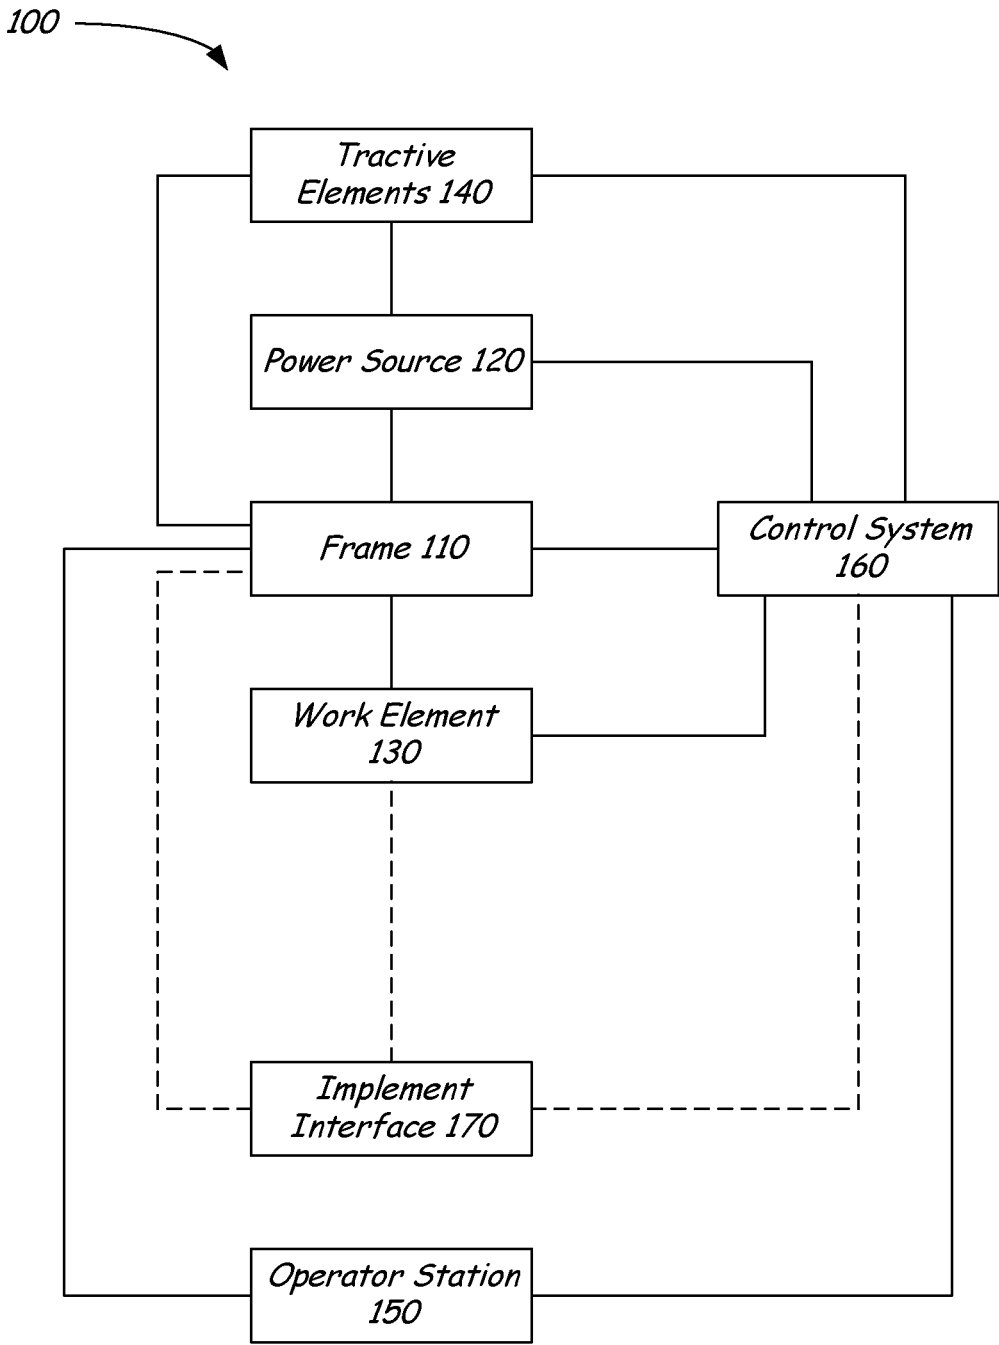 100
Tractive
Elements 140
Power Source 120
Frame 110
Control System
160
Work Element
130
Implement
Interface 170
Operator Station
150